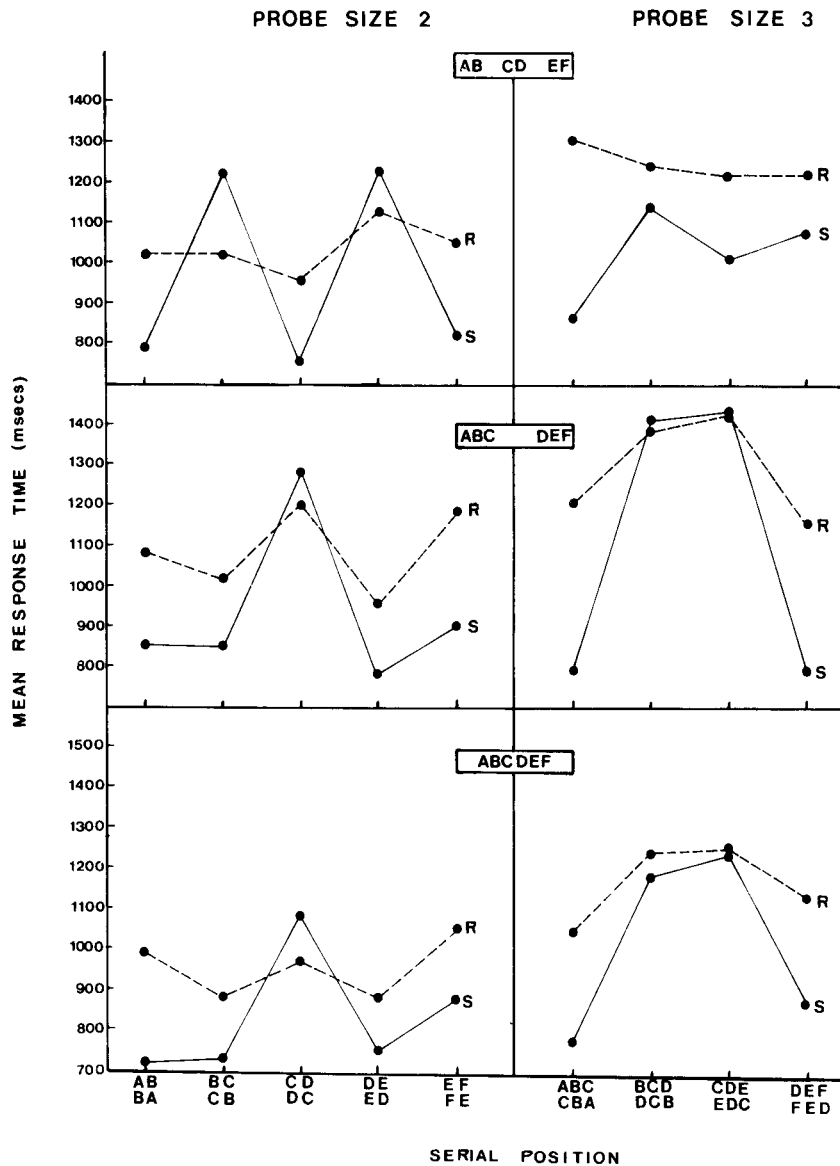 PROBE SIZE 2
PROBE SIZE 3
AB CD EF
1400
1300
1200
1100
1000
900
800
R
S
R
S
ABC DEF
1400
1300
1200
1100
1000
900
800
R
S
R
S
ABCDEF
1500
1400
1300
1200
1100
1000
900
800
700
R
S
R
S
MEAN RESPONSE TIME (msecs)
AB BC CD DE EF ABC BCD CDE DEF
BA CB DC ED FE CBA DCB EDC FED
SERIAL POSITION